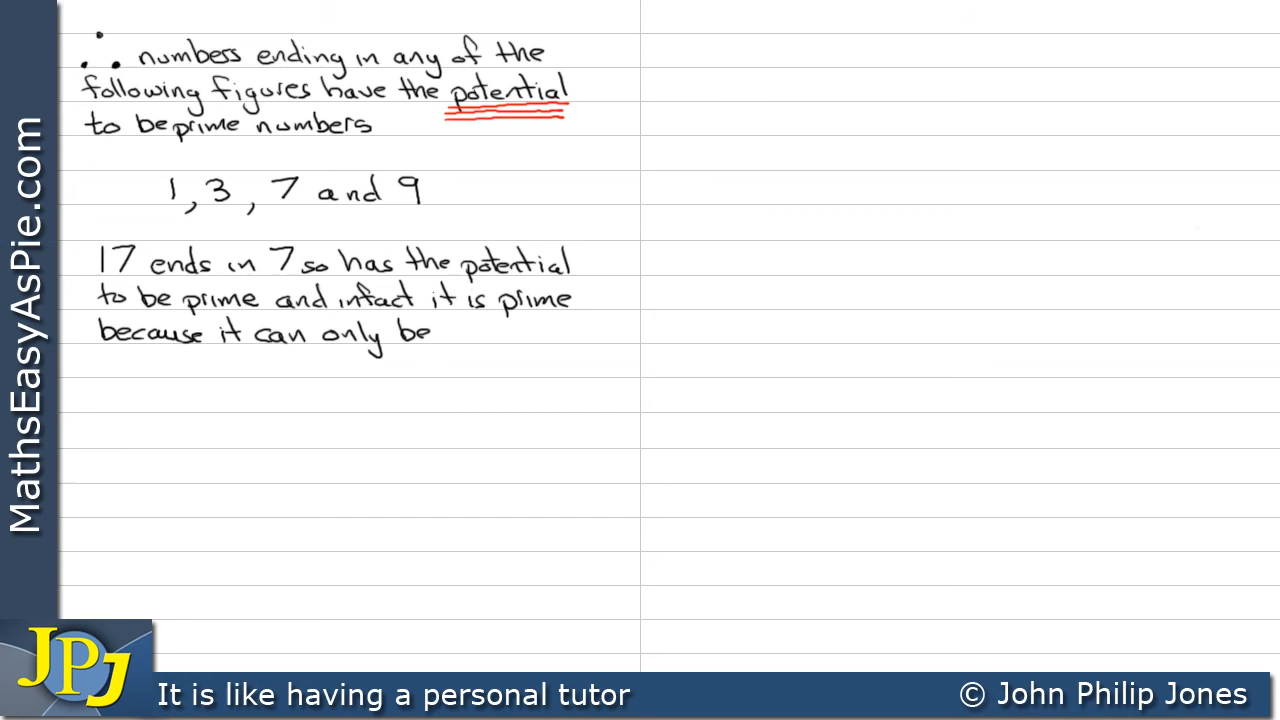 ∴ numbers ending in any of the
following figures have the potential
to be prime numbers
1, 3, 7 and 9
17 ends in 7 so has the potential
to be prime and infact it is prime
because it can only be
MathsEasyAsPie.com
JPJ
It is like having a personal tutor
© John Philip Jones